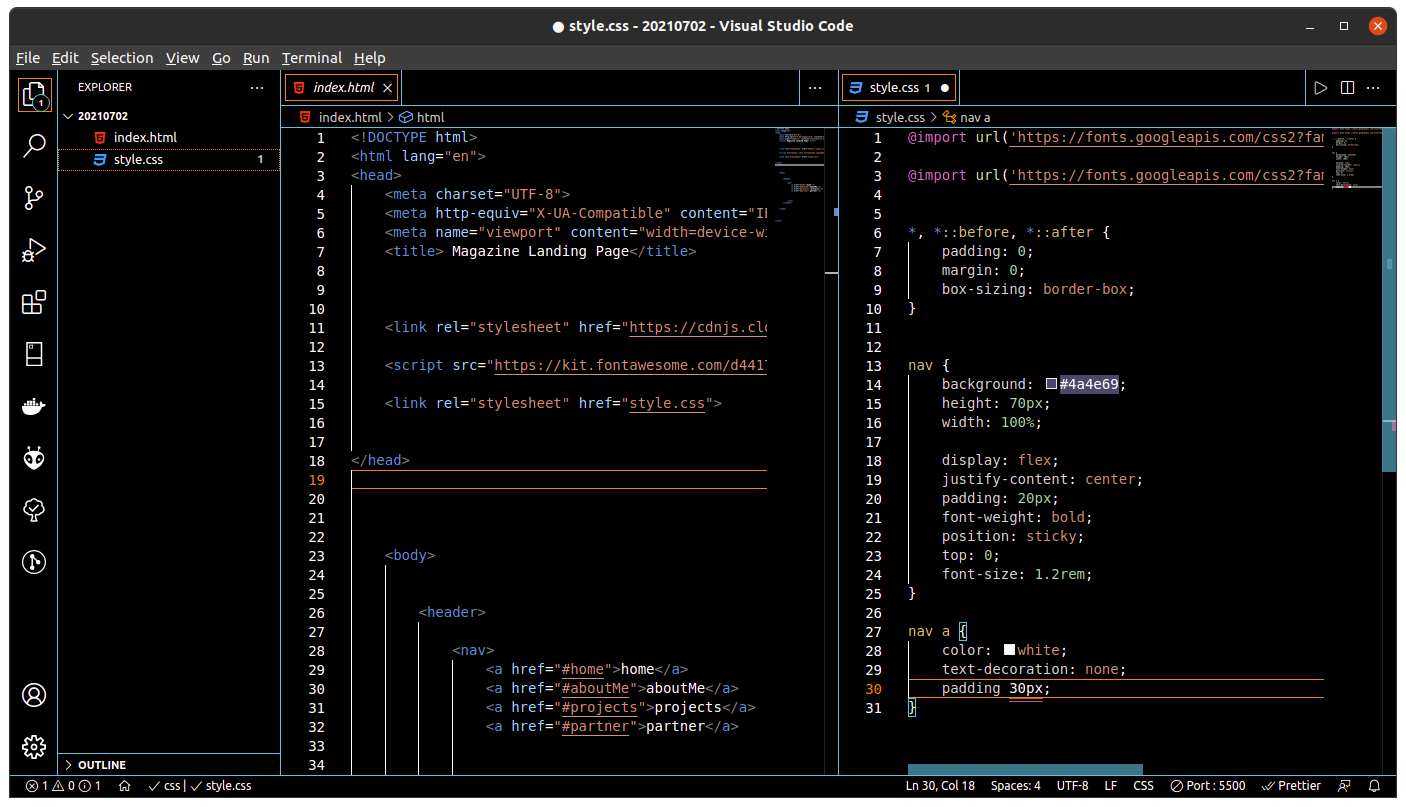 ● style.css - 20210702 - Visual Studio Code
File Edit Selection View Go Run Terminal Help
EXPLORER
20210702
index.html
style.css 1
OUTLINE
index.html
index.html > html
1 <!DOCTYPE html>
2 <html lang="en">
3 <head>
4 <meta charset="UTF-8">
5 <meta http-equiv="X-UA-Compatible" content="
6 <meta name="viewport" content="width=device-wi
7 <title> Magazine Landing Page</title>
8
9
10
11 <link rel="stylesheet" href="https://cdnjs.clo
12
13 <script src="https://kit.fontawesome.com/d4417
14
15 <link rel="stylesheet" href="style.css">
16
17
18 </head>
19
20
21
22
23 <body>
24
25
26 <header>
27
28 <nav>
29 <a href="#home">home</a>
30 <a href="#aboutMe">aboutMe</a>
31 <a href="#projects">projects</a>
32 <a href="#partner">partner</a>
33
34
style.css 1 ●
style.css > nav a
1 @import url('https://fonts.googleapis.com/css2?fam
2
3 @import url('https://fonts.googleapis.com/css2?fam
4
5
6 *, *::before, *::after {
7 padding: 0;
8 margin: 0;
9 box-sizing: border-box;
10 }
11
12
13 nav {
14 background: #4a4e69;
15 height: 70px;
16 width: 100%;
17
18 display: flex;
19 justify-content: center;
20 padding: 20px;
21 font-weight: bold;
22 position: sticky;
23 top: 0;
24 font-size: 1.2rem;
25 }
26
27 nav a {
28 color: white;
29 text-decoration: none;
30 padding 30px;
31 }
1 0 1 css | style.css Ln 30, Col 18 Spaces: 4 UTF-8 LF CSS Port : 5500 Prettier